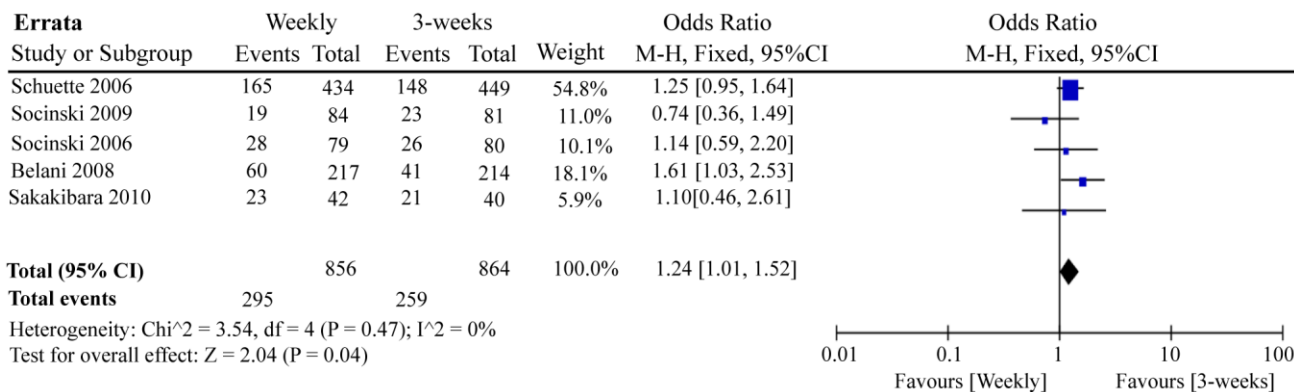 Errata Weekly 3-weeks Odds Ratio Odds Ratio
Study or Subgroup Events Total Events Total Weight M-H, Fixed, 95%CI M-H, Fixed, 95%CI
Schuette 2006 165 434 148 449 54.8% 1.25 [0.95, 1.64]
Socinski 2009 19 84 23 81 11.0% 0.74 [0.36, 1.49]
Socinski 2006 28 79 26 80 10.1% 1.14 [0.59, 2.20]
Belani 2008 60 217 41 214 18.1% 1.61 [1.03, 2.53]
Sakakibara 2010 23 42 21 40 5.9% 1.10[0.46, 2.61]
Total (95% CI) 856 864 100.0% 1.24 [1.01, 1.52]
Total events 295 259
Heterogeneity: Chi^2 = 3.54, df = 4 (P = 0.47); I^2 = 0%
Test for overall effect: Z = 2.04 (P = 0.04)
0.01 0.1 1 10 100
Favours [Weekly] Favours [3-weeks]